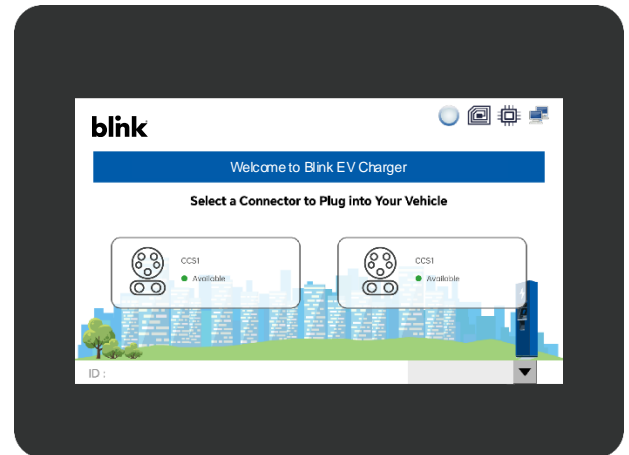 blink
Welcome to Blink EV Charger
Select a Connector to Plug into Your Vehicle
CCS1
Available
CCS1
Available
ID :